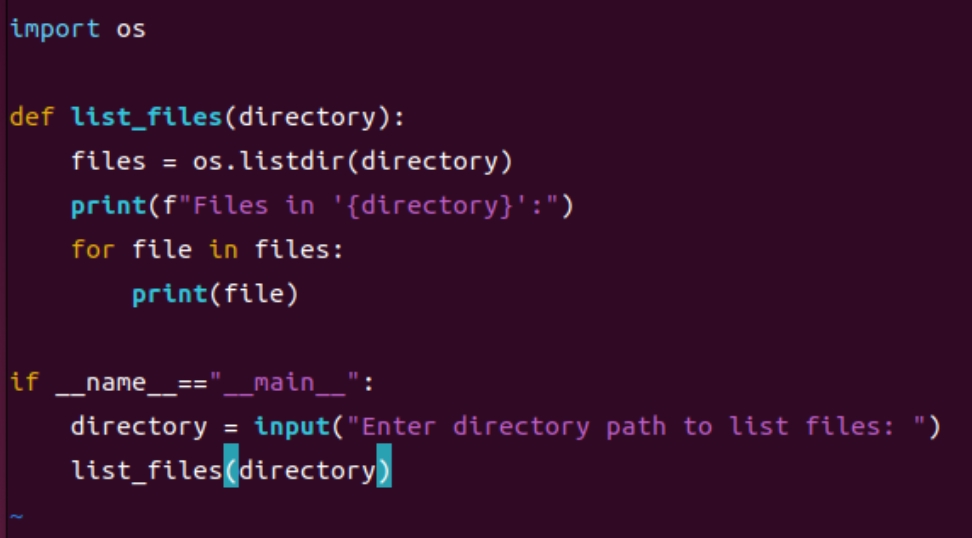 import os
def list_files(directory):
    files = os.listdir(directory)
    print(f"Files in '{directory}':")
    for file in files:
        print(file)
if __name__=="__main__":
    directory = input("Enter directory path to list files: ")
    list_files(directory)
~